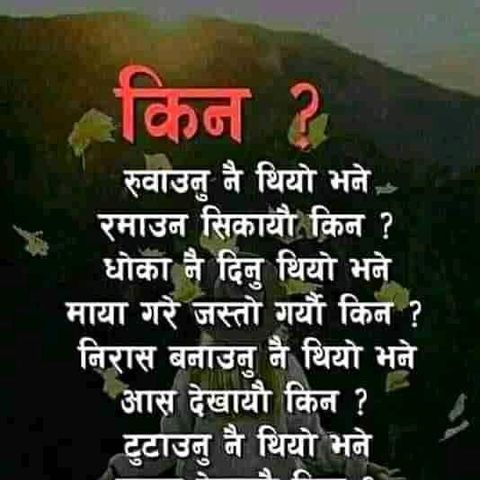 किन ?
रुवाउनु नै थियो भने
रमाउन सिकायौ किन ?
धोका नै दिनु थियो भने
माया गरे जस्तो गर्यौ किन ?
निरास बनाउनु नै थियो भने
आस देखायौ किन ?
टुटाउनु नै थियो भने